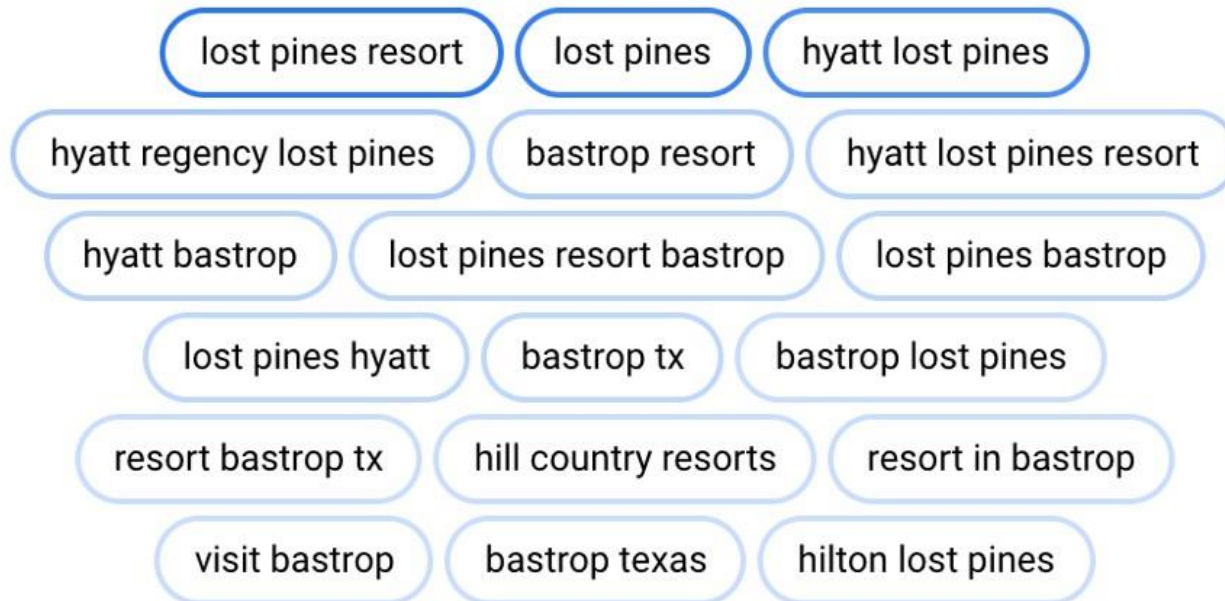 lost pines resort lost pines hyatt lost pines
hyatt regency lost pines bastrop resort hyatt lost pines resort
hyatt bastrop lost pines resort bastrop lost pines bastrop
lost pines hyatt bastrop tx bastrop lost pines
resort bastrop tx hill country resorts resort in bastrop
visit bastrop bastrop texas hilton lost pines